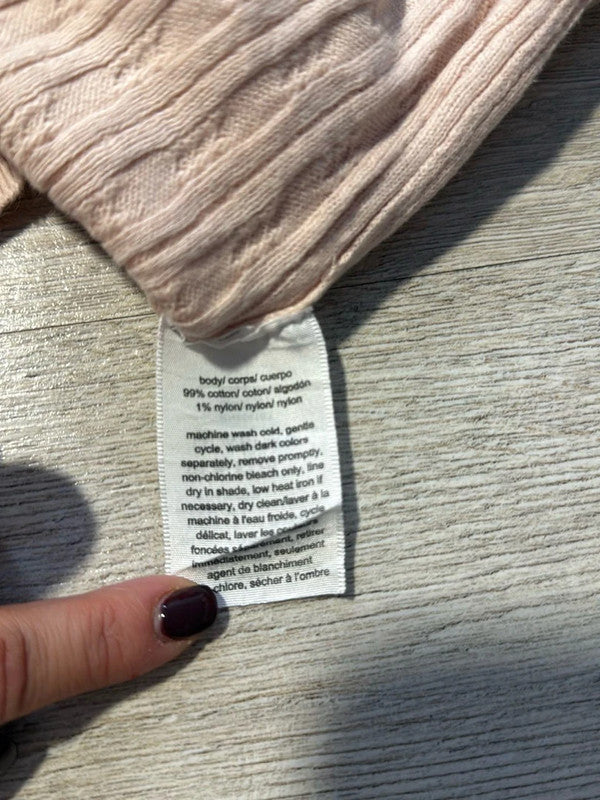 body/ corps/ cuerpo
99% cotton/ coton/ algodón
1% nylon/ nylon/ nylon
machine wash cold, gentle
cycle, wash dark colors
separately, remove promptly,
non-chlorine bleach only, line
dry in shade, low heat iron if
necessary, dry clean/laver à la
machine à l'eau froide, cycle
délicat, laver les couleurs
foncées séparément, retirer
immédiatement, seulement
agent de blanchiment
chlore, sécher à l'ombre